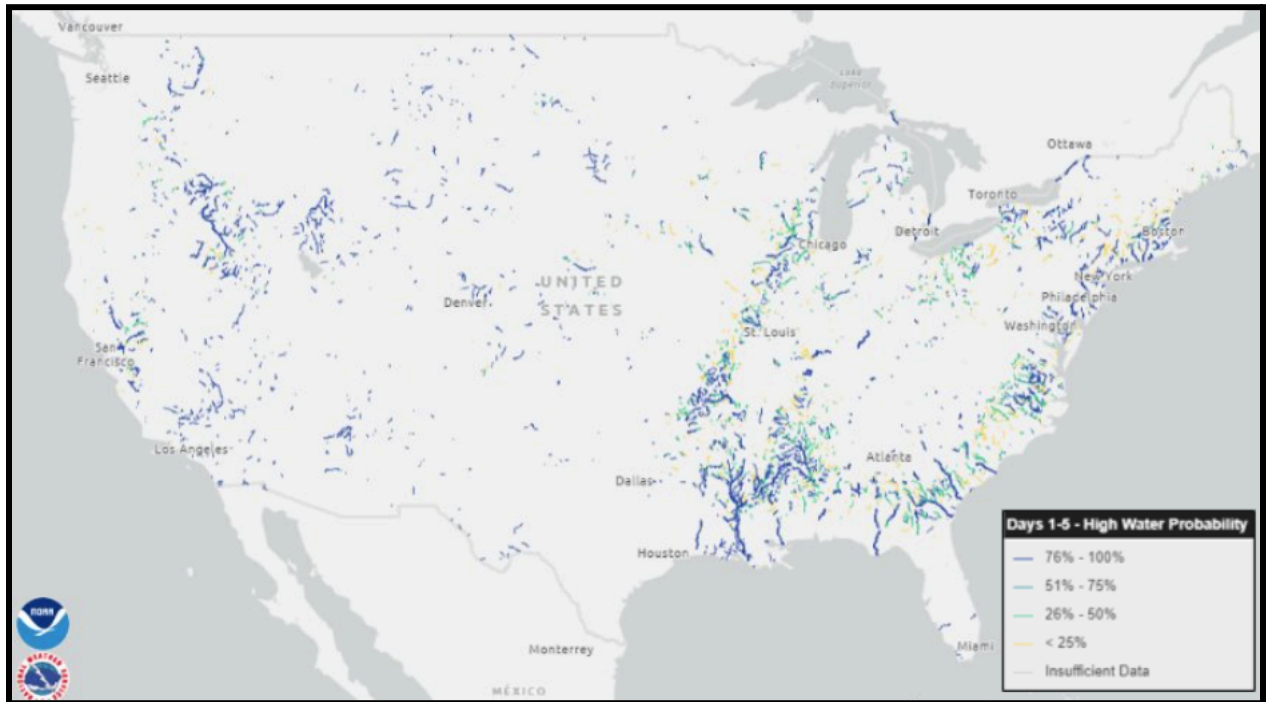 Vancouver
Seattle
Lake
Superior
Ottawa
Toronto
Detroit
Boston
Chicago
New York
UNITED
STATES
Denver
Philadelphia
St. Louis
Washington
San
Francisco
Los Angeles
Atlanta
Dallas
Houston
Monterrey
Miami
MÉXICO
NOAA
Days 1-5 - High Water Probability
76% - 100%
51% - 75%
26% - 50%
< 25%
Insufficient Data